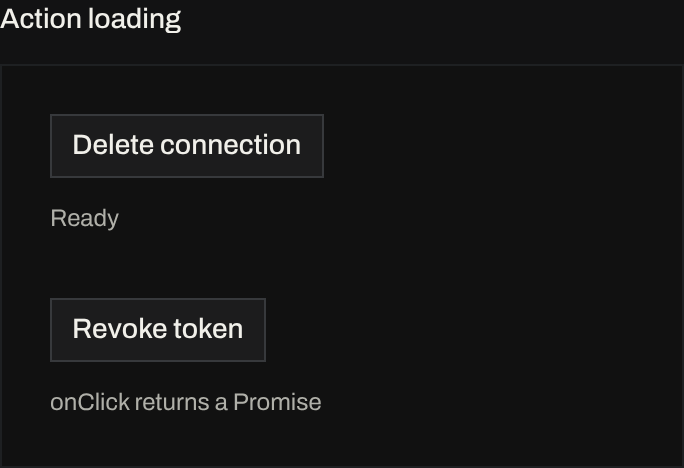 Action loading
Delete connection
Ready
Revoke token
onClick returns a Promise